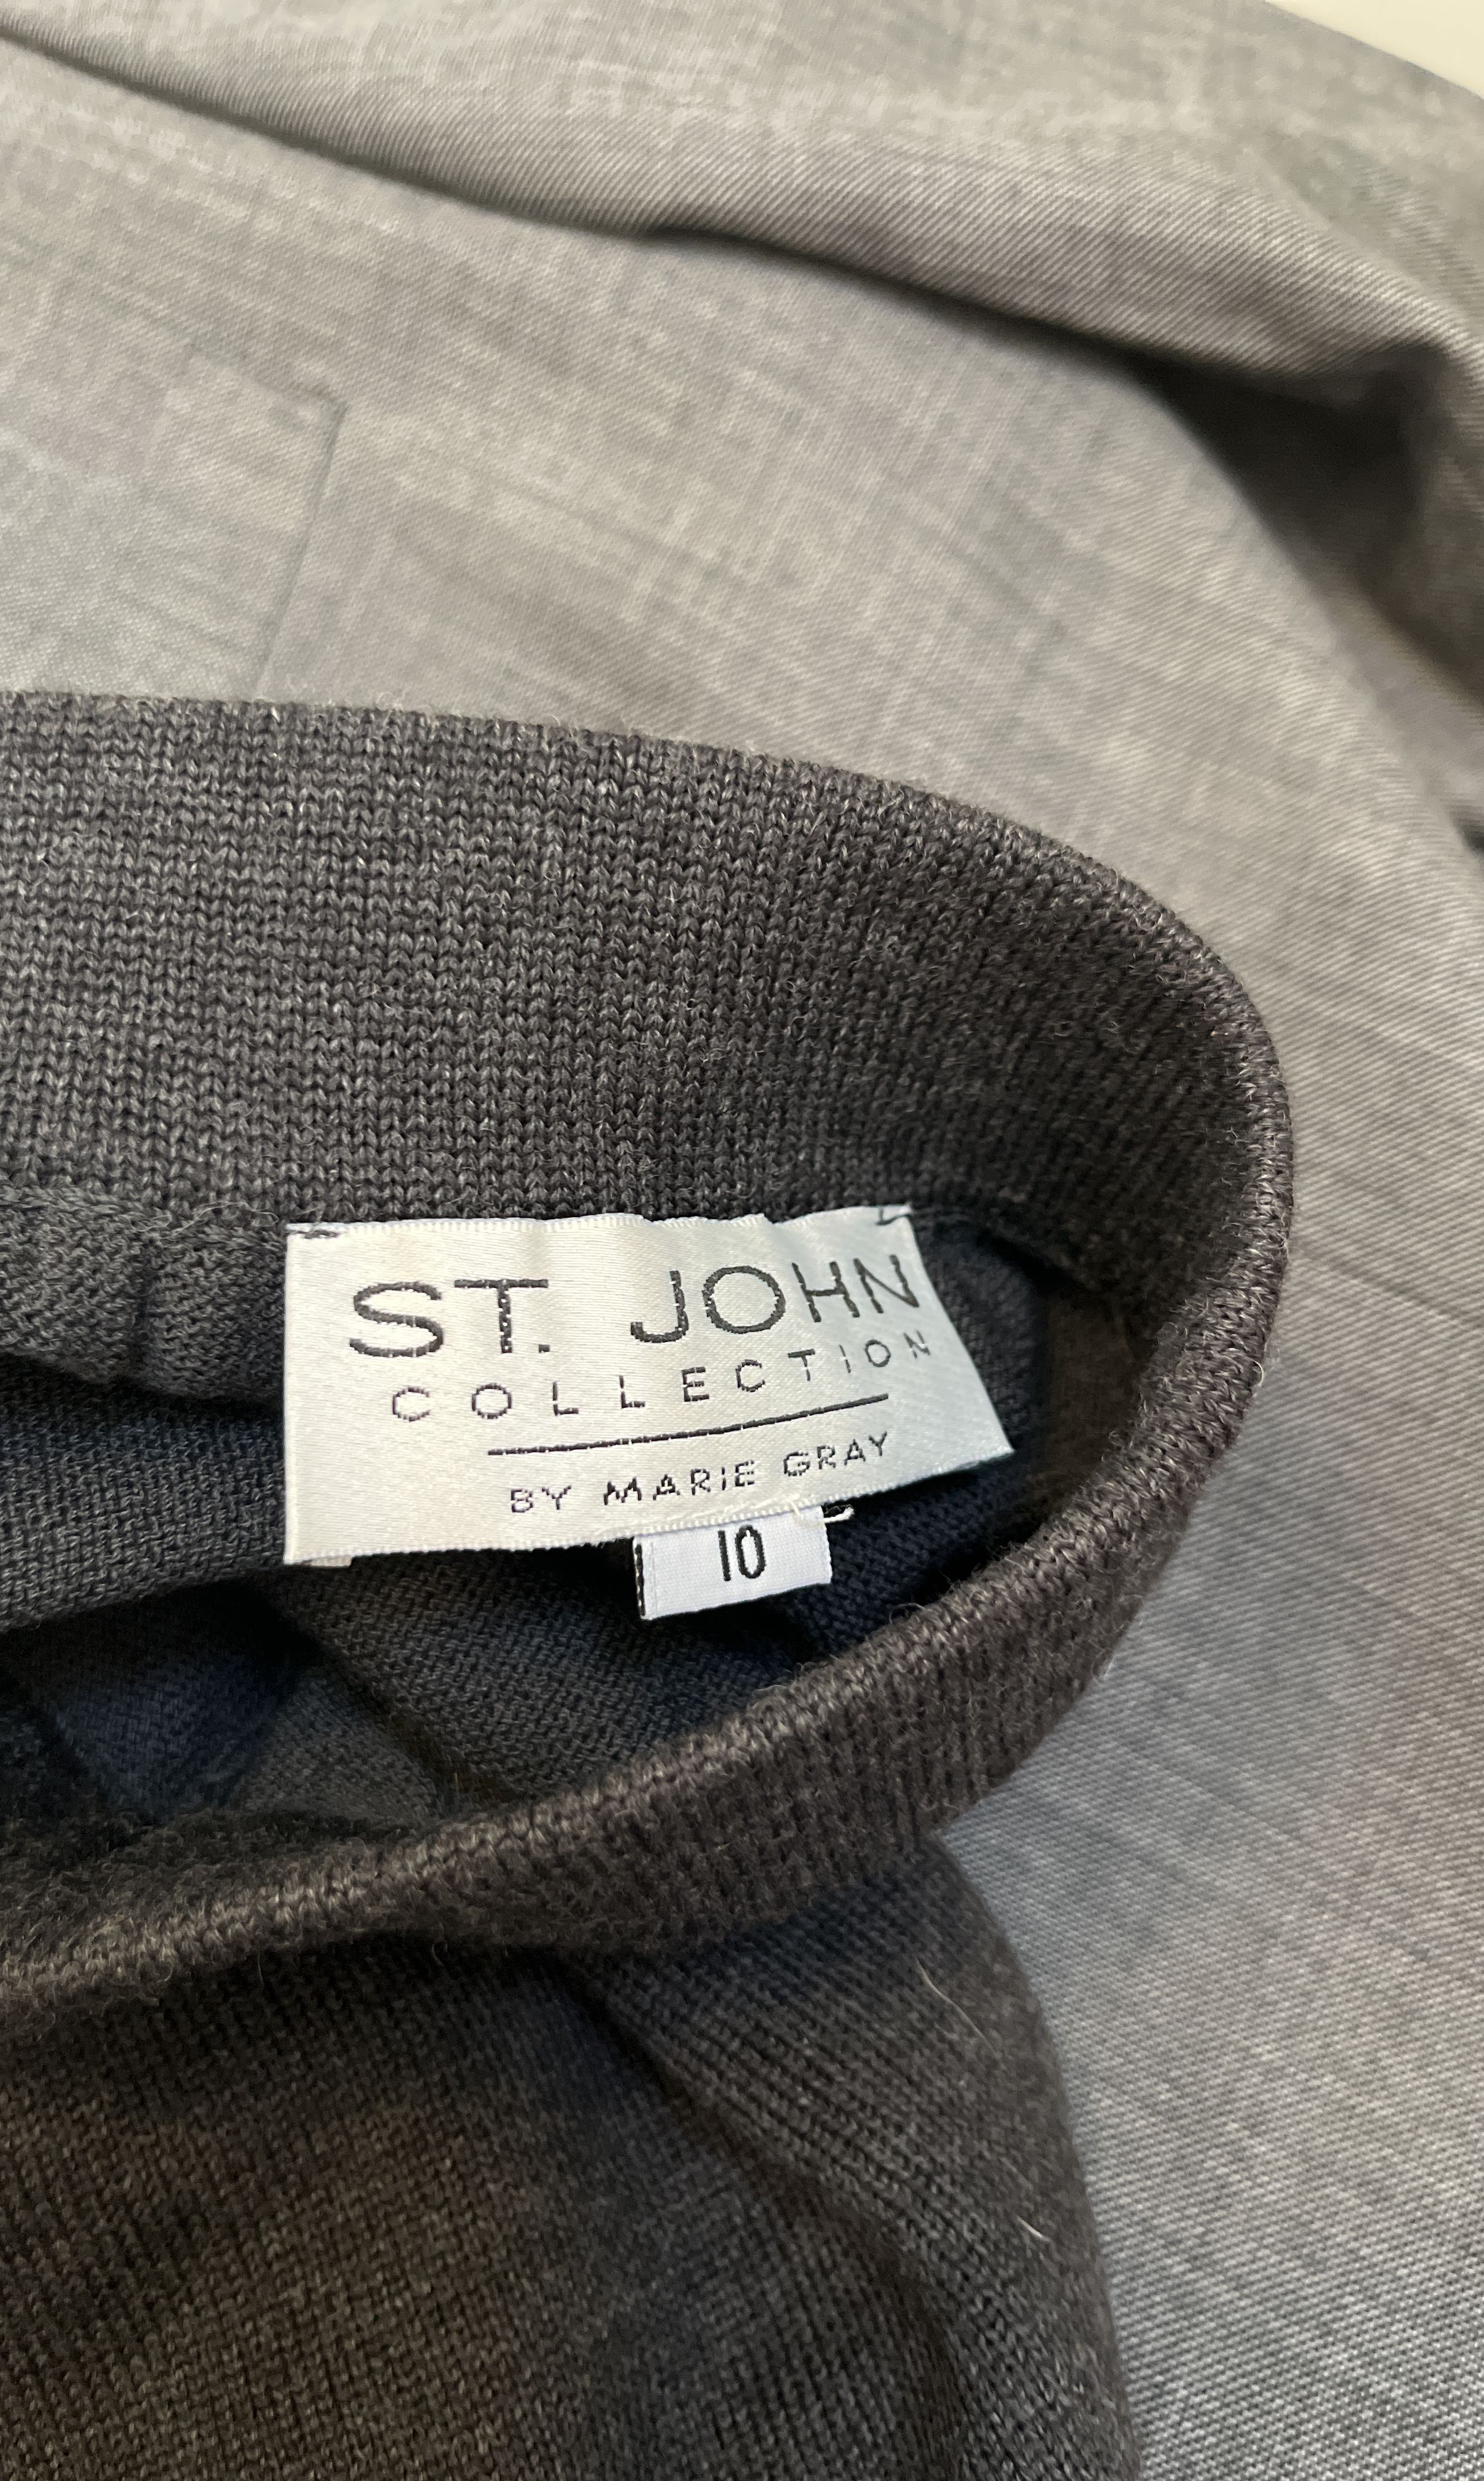 ST. JOHN
COLLECTION
BY MARIE GRAY
10